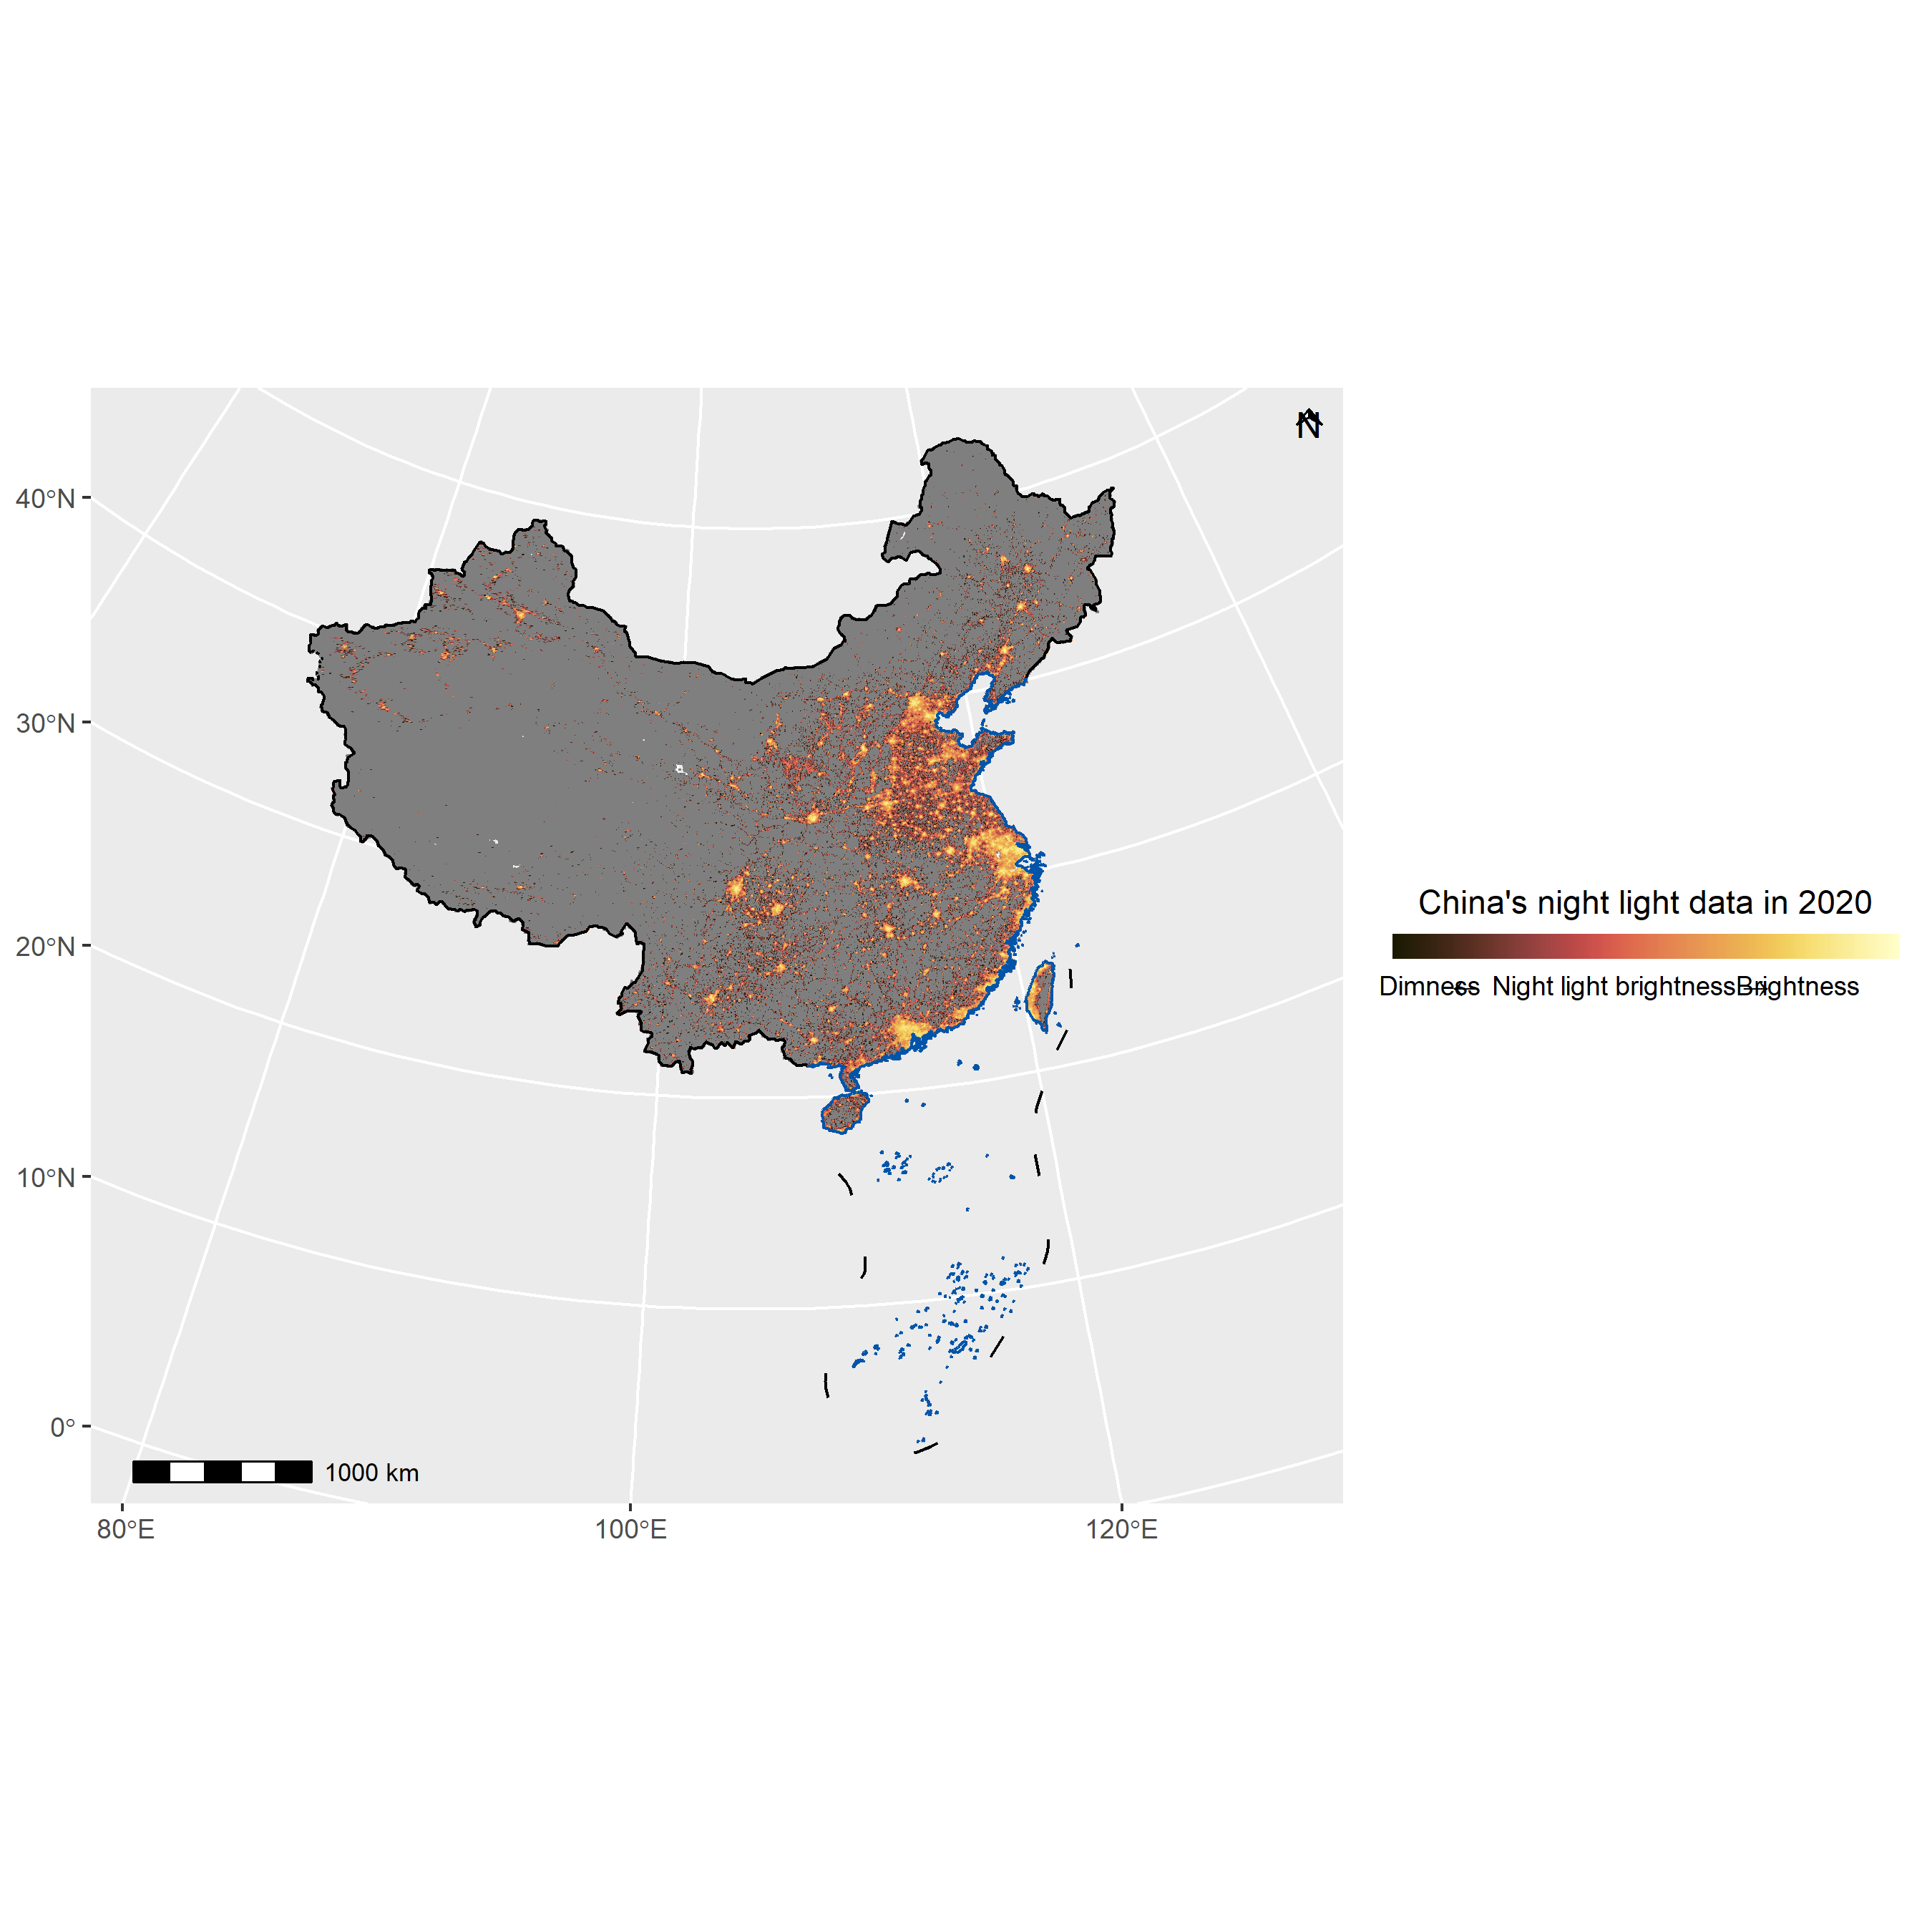 N
40°N
30°N
20°N
10°N
0°
1000 km
80°E 100°E 120°E
China's night light data in 2020
Dimness ← Night light brightness → Brightness